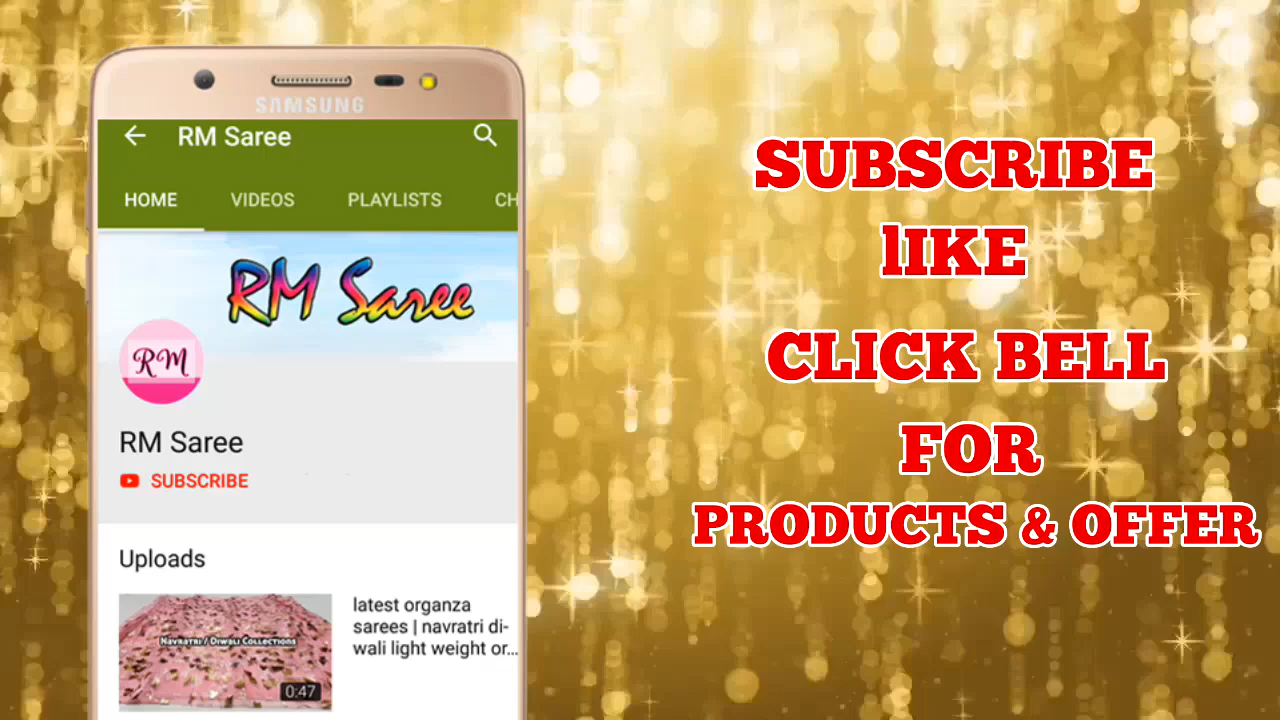 SAMSUNG
RM Saree
HOME VIDEOS PLAYLISTS CH
RM Saree
RM
RM Saree
SUBSCRIBE
Uploads
NAVRATRI / DIWALI COLLECTIONS
0:47
latest organza
sarees | navratri di-
wali light weight or...
SUBSCRIBE
lIKE
CLICK BELL
FOR
PRODUCTS & OFFER